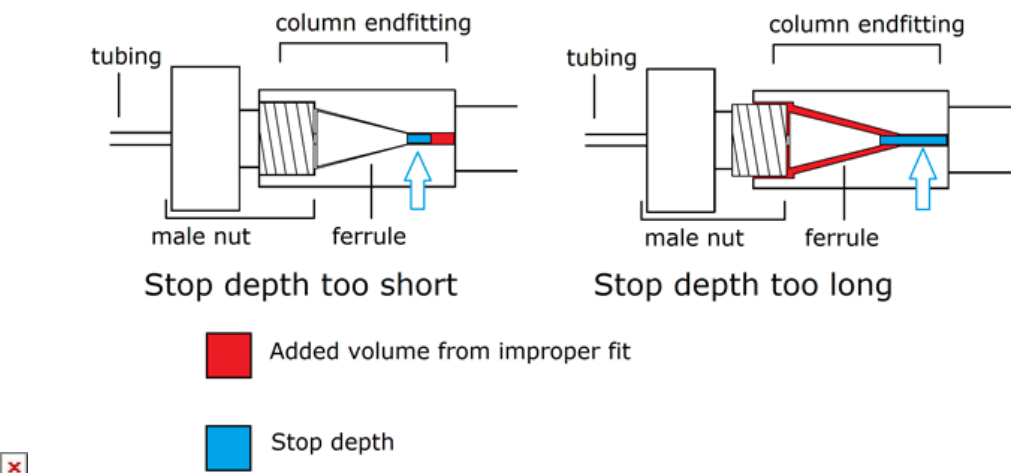 column endfitting
column endfitting
tubing
tubing
male nut
ferrule
male nut
ferrule
Stop depth too short
Stop depth too long
Added volume from improper fit
Stop depth